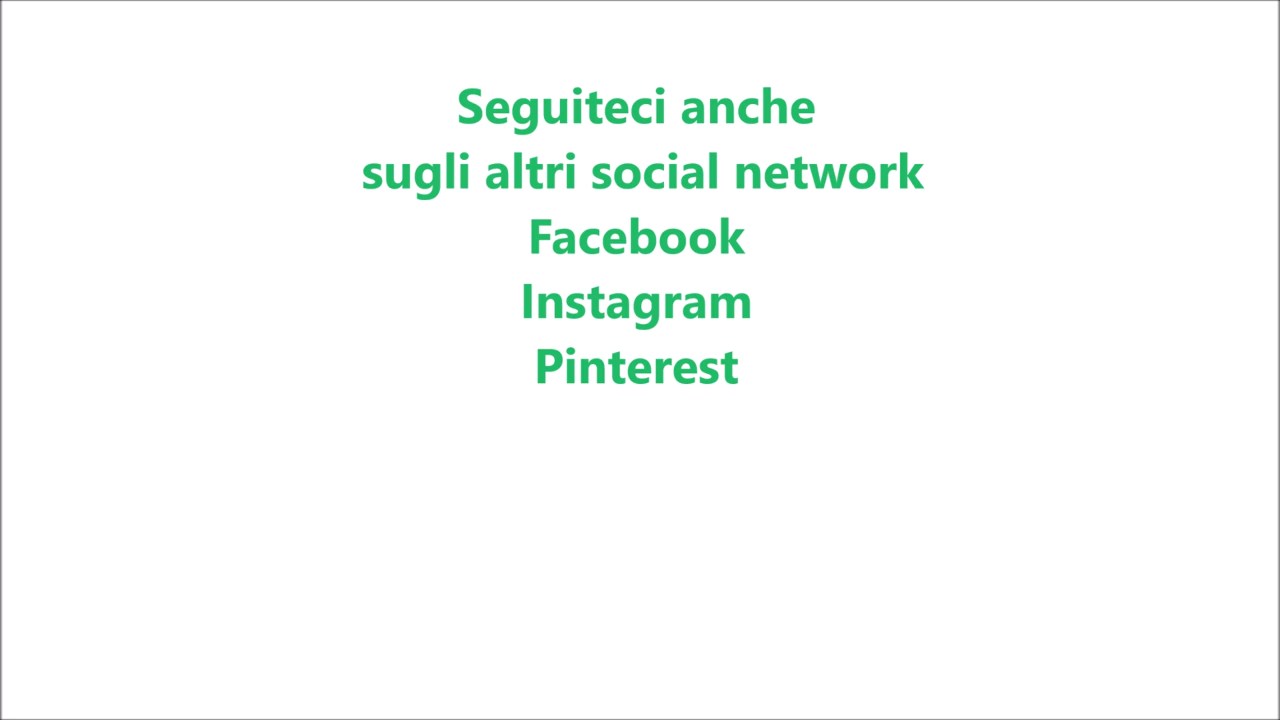 Seguiteci anche
sugli altri social network
Facebook
Instagram
Pinterest